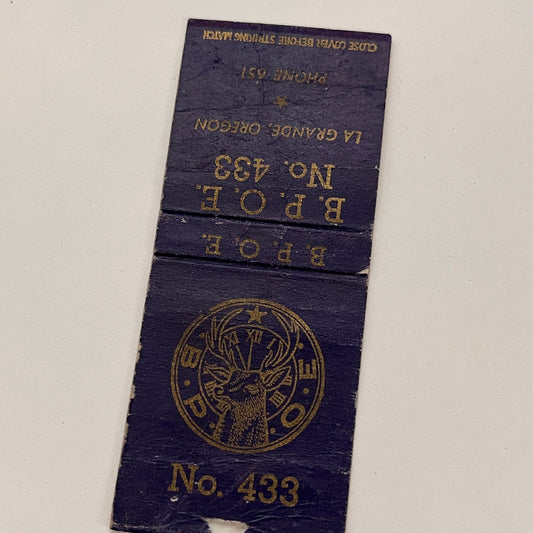 B. P. O. E.
B. P. O. E.
No. 433
LA GRANDE, OREGON
PHONE 651
CLOSE COVER BEFORE STRIKING MATCH
B·P·O·E
No. 433